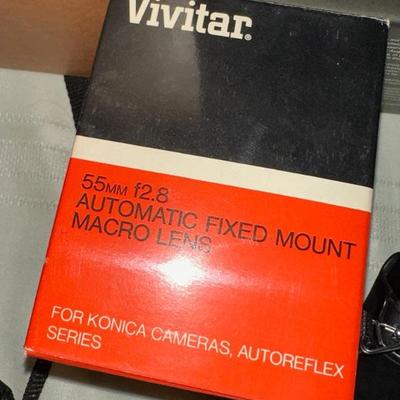 Vivitar®
55MM f2.8
AUTOMATIC FIXED MOUNT
MACRO LENS
FOR KONICA CAMERAS, AUTOREFLEX
SERIES